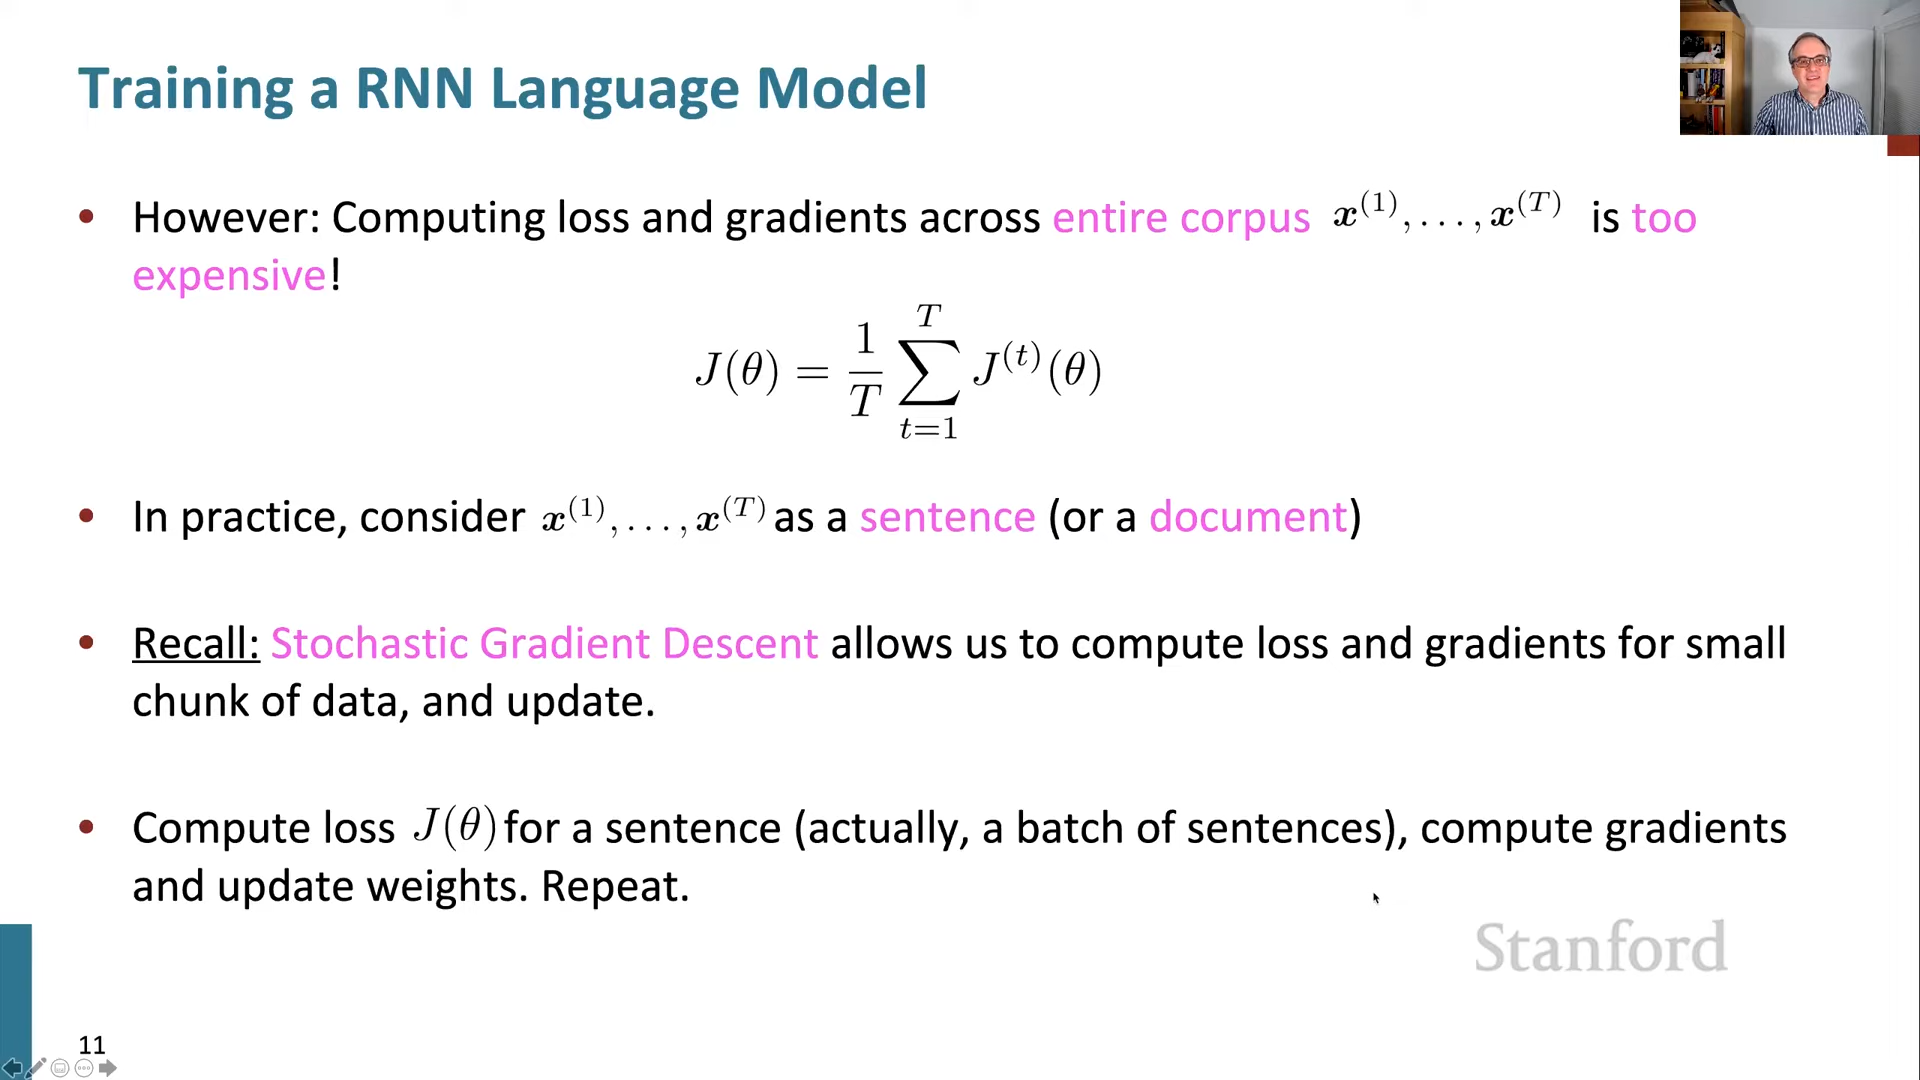 Training a RNN Language Model
• However: Computing loss and gradients across entire corpus x^(1), . . . , x^(T) is too
expensive!
J(θ) = 1/T ∑_{t=1}^{T} J^(t)(θ)
• In practice, consider x^(1), . . . , x^(T) as a sentence (or a document)
• Recall: Stochastic Gradient Descent allows us to compute loss and gradients for small
chunk of data, and update.
• Compute loss J(θ) for a sentence (actually, a batch of sentences), compute gradients
and update weights. Repeat.
Stanford
11